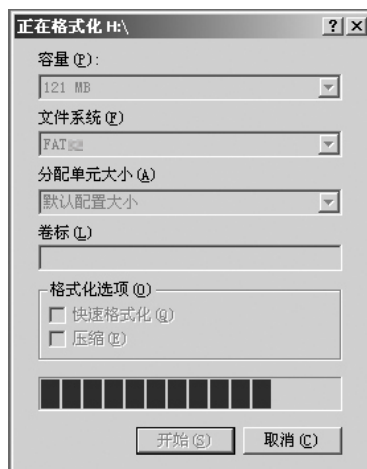 正在格式化 H:\
容量(P):
121 MB
文件系统(F)
FAT
分配单元大小(A)
默认配置大小
卷标(L)
格式化选项(O)
快速格式化(Q)
压缩(E)
开始(S)
取消(C)